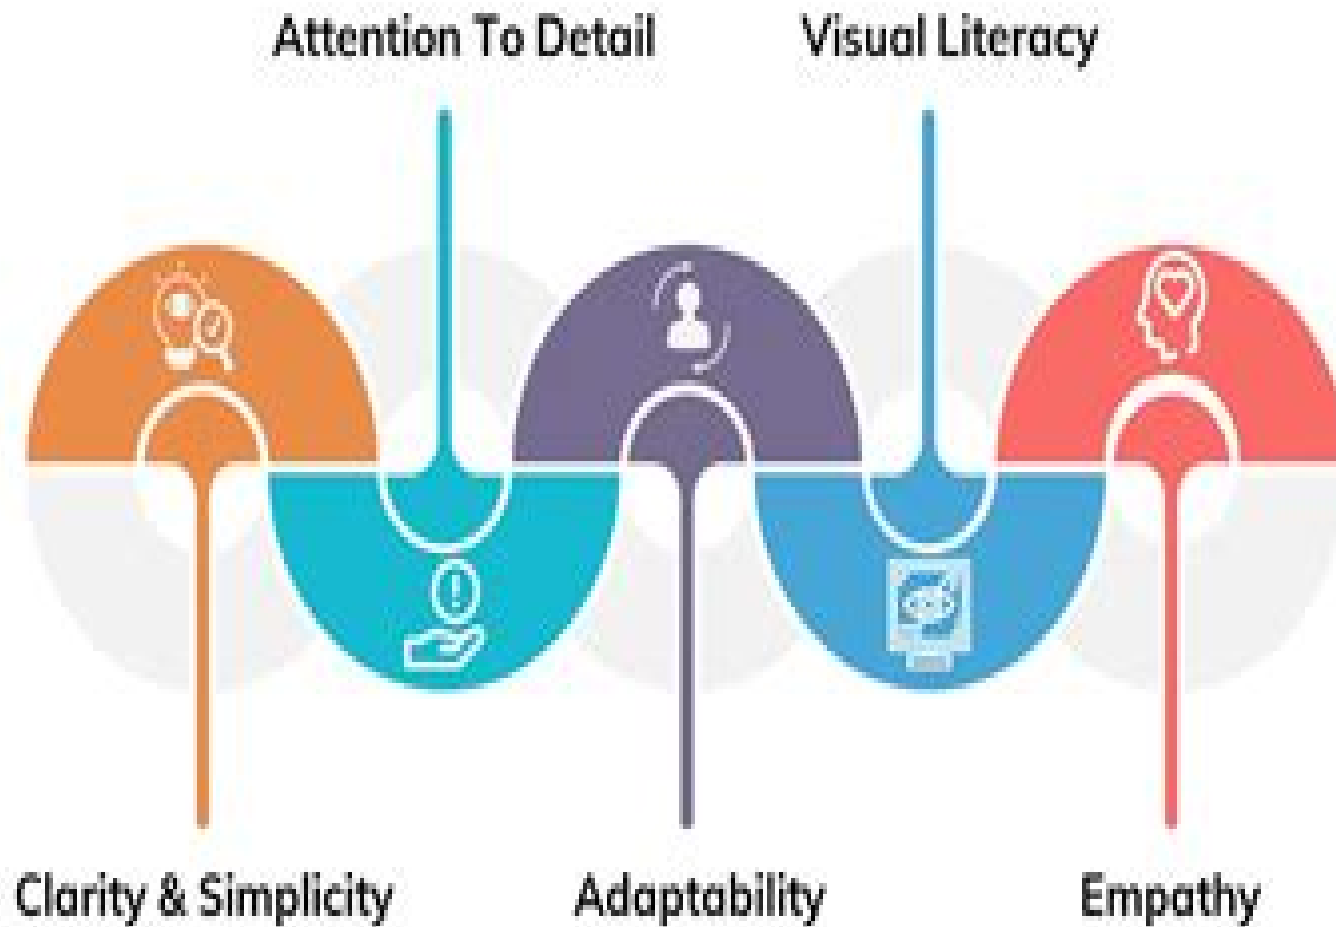 Attention To Detail
Visual Literacy
Clarity & Simplicity
Adaptability
Empathy